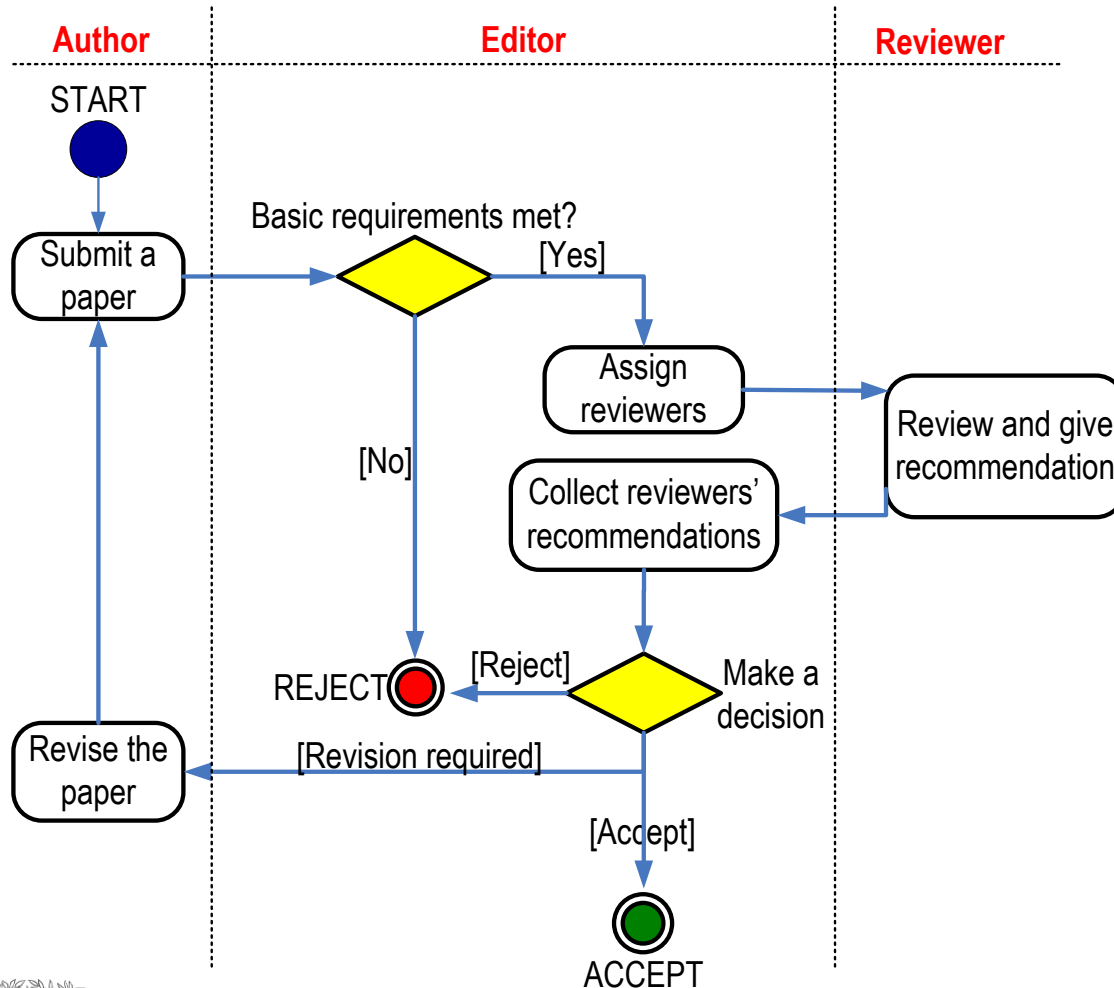 Author
Editor
Reviewer
START
Basic requirements met?
[Yes]
Submit a
paper
Assign
reviewers
Review and give
recommendation
[No]
Collect reviewers’
recommendations
[Reject]
REJECT
Make a
decision
Revise the
paper
[Revision required]
[Accept]
ACCEPT